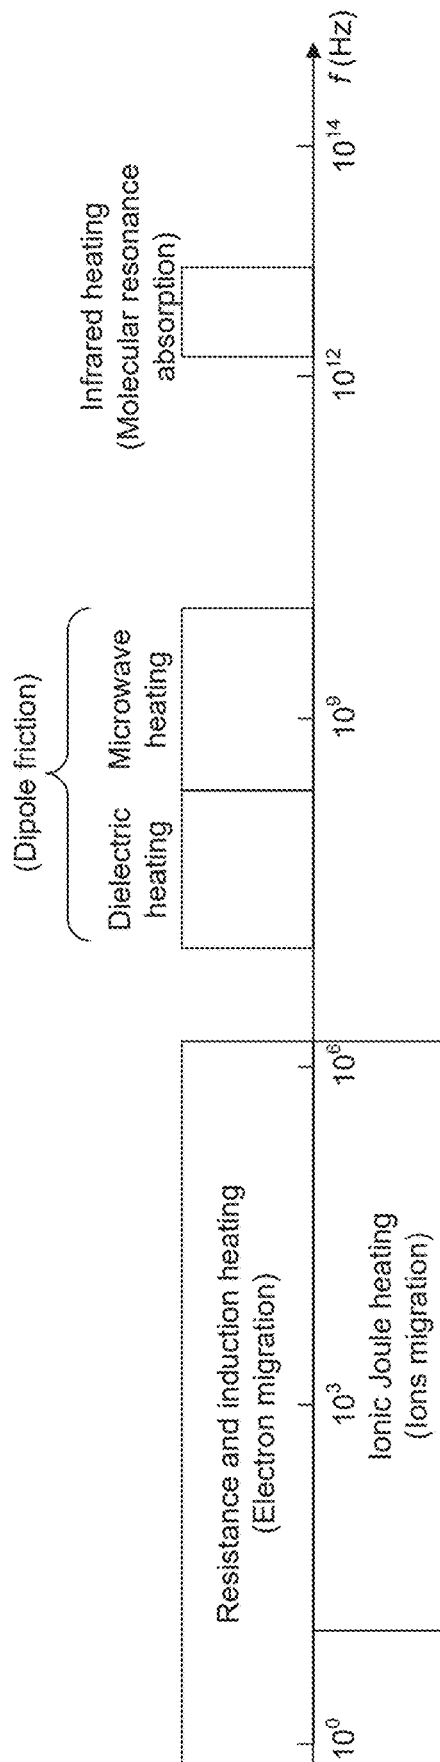 (Dipole friction)
Dielectric
heating
Microwave
heating
Infrared heating
(Molecular resonance
absorption)
Resistance and induction heating
(Electron migration)
10⁰
10³
10⁶
10⁹
10¹²
10¹⁴
f (Hz)
Ionic Joule heating
(Ions migration)